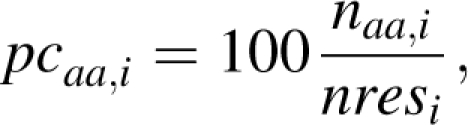 pc_{aa,i} = 100 \frac{n_{aa,i}}{nres_i},